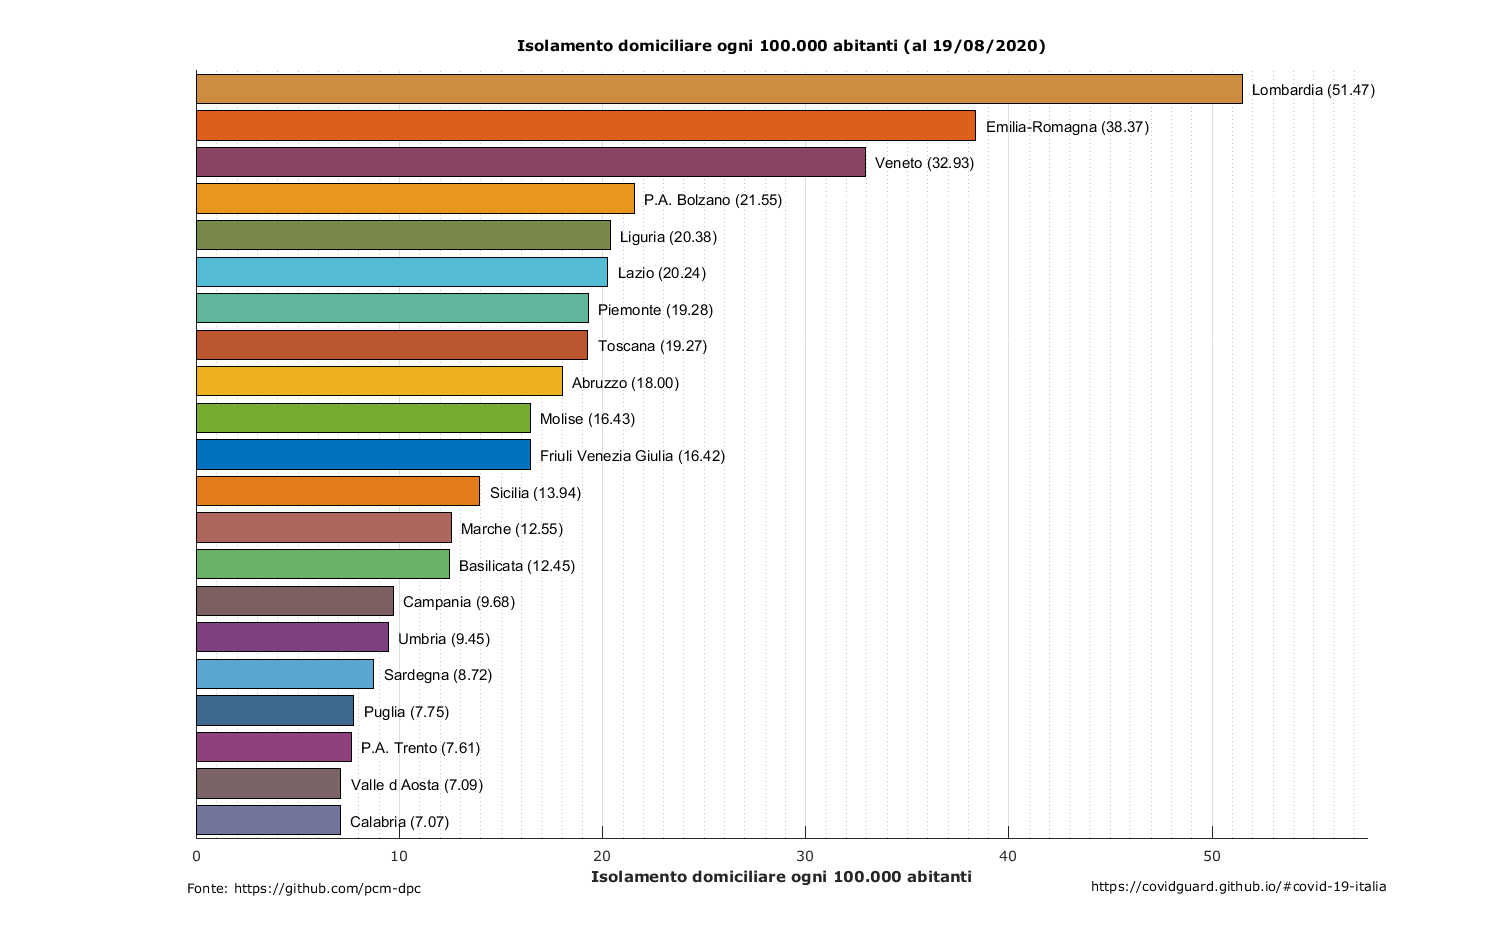 Isolamento domiciliare ogni 100.000 abitanti (al 19/08/2020)
Lombardia (51.47)
Emilia-Romagna (38.37)
Veneto (32.93)
P.A. Bolzano (21.55)
Liguria (20.38)
Lazio (20.24)
Piemonte (19.28)
Toscana (19.27)
Abruzzo (18.00)
Molise (16.43)
Friuli Venezia Giulia (16.42)
Sicilia (13.94)
Marche (12.55)
Basilicata (12.45)
Campania (9.68)
Umbria (9.45)
Sardegna (8.72)
Puglia (7.75)
P.A. Trento (7.61)
Valle d Aosta (7.09)
Calabria (7.07)
0 10 20 30 40 50
Isolamento domiciliare ogni 100.000 abitanti
Fonte: https://github.com/pcm-dpc
https://covidguard.github.io/#covid-19-italia